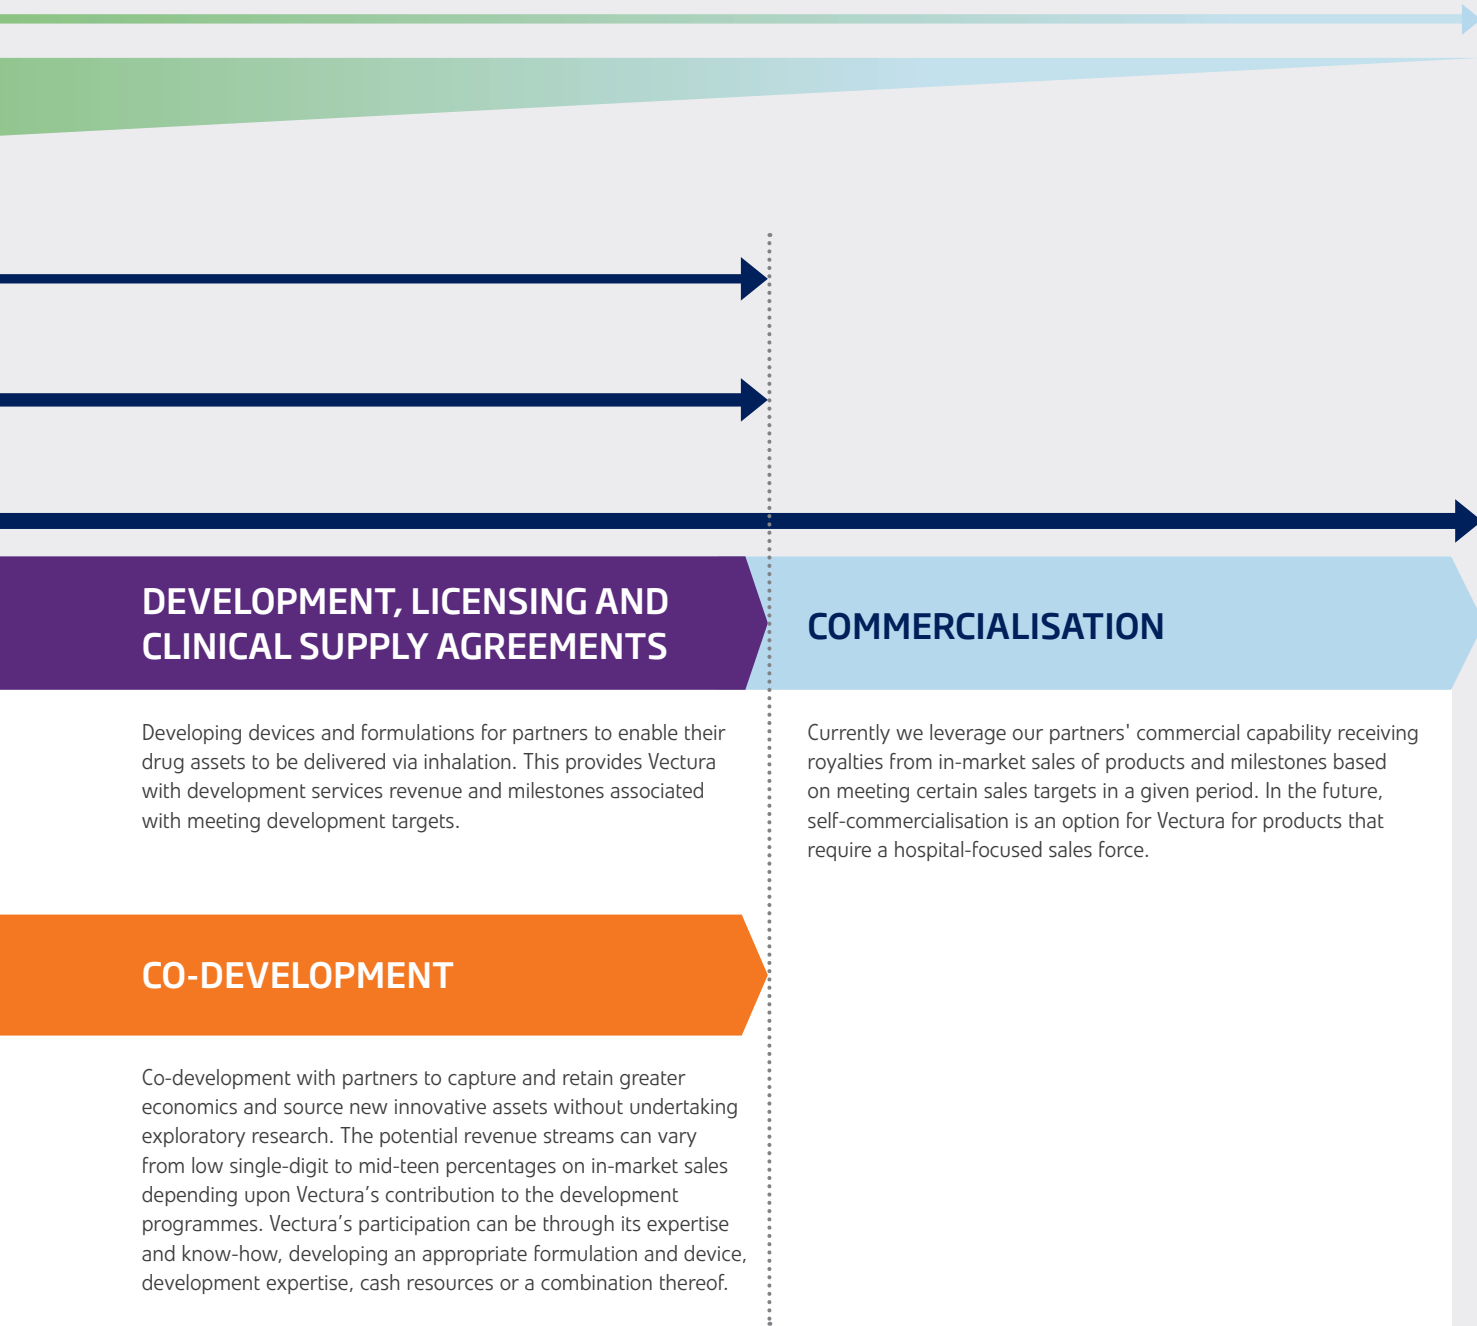 DEVELOPMENT, LICENSING AND
CLINICAL SUPPLY AGREEMENTS
Developing devices and formulations for partners to enable their
drug assets to be delivered via inhalation. This provides Vectura
with development services revenue and milestones associated
with meeting development targets.
CO-DEVELOPMENT
Co-development with partners to capture and retain greater
economics and source new innovative assets without undertaking
exploratory research. The potential revenue streams can vary
from low single-digit to mid-teen percentages on in-market sales
depending upon Vectura's contribution to the development
programmes. Vectura's participation can be through its expertise
and know-how, developing an appropriate formulation and device,
development expertise, cash resources or a combination thereof.
COMMERCIALISATION
Currently we leverage our partners' commercial capability receiving
royalties from in-market sales of products and milestones based
on meeting certain sales targets in a given period. In the future,
self-commercialisation is an option for Vectura for products that
require a hospital-focused sales force.